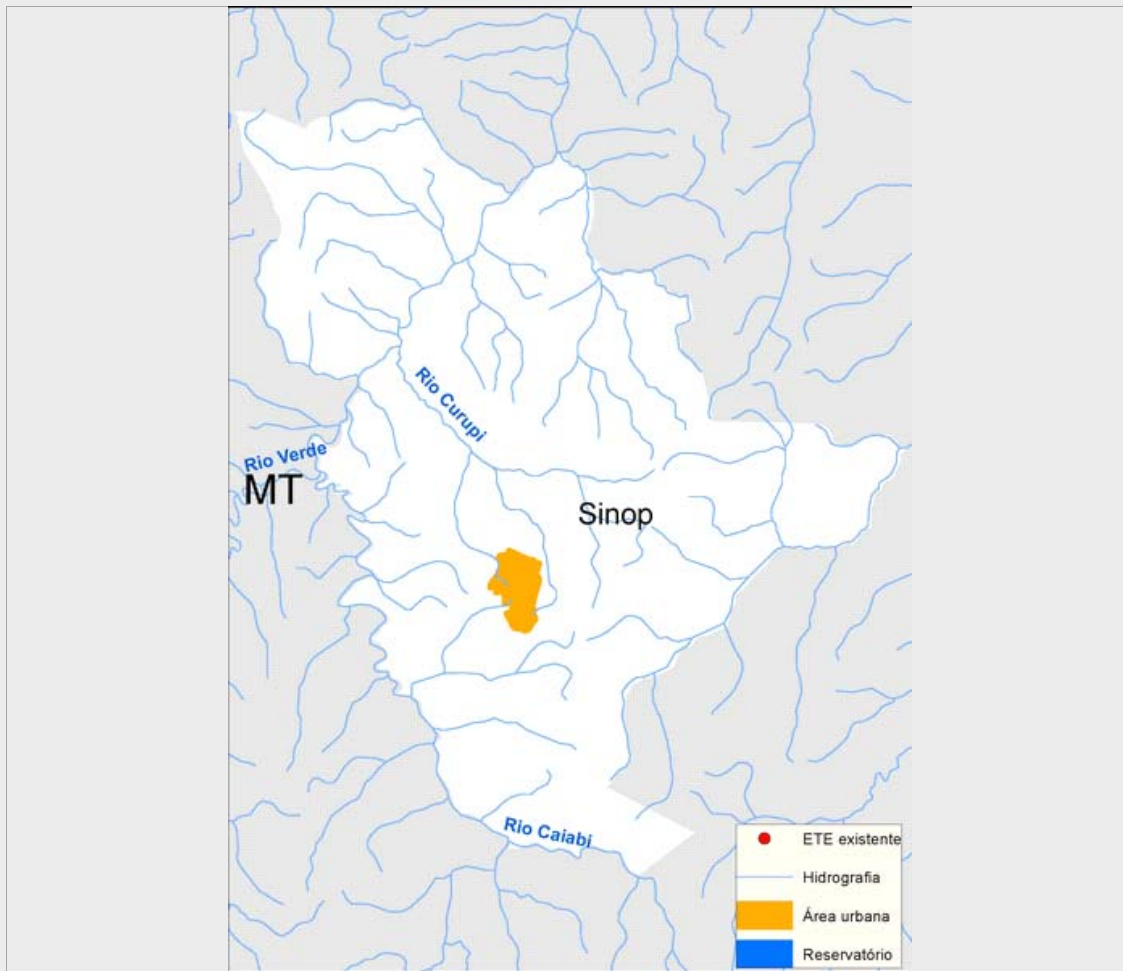 Rio Curupi
Rio Verde
MT
Sinop
Rio Caiabi
ETE existente
Hidrografia
Área urbana
Reservatório